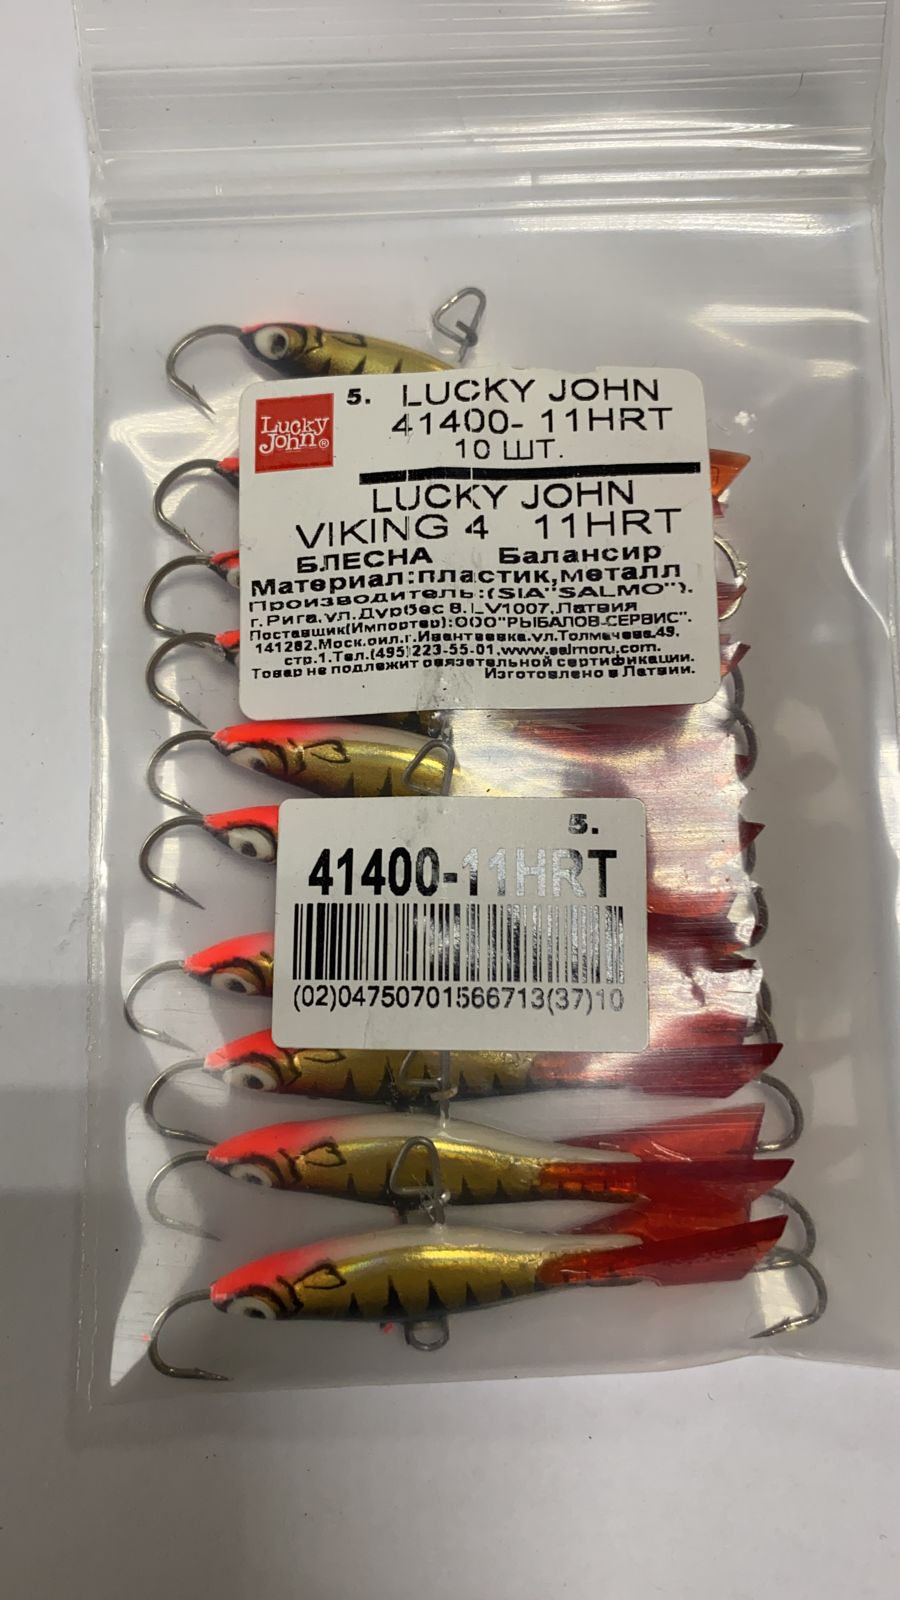 Lucky
John®
5. LUCKY JOHN
41400- 11HRT
10 ШТ.
LUCKY JOHN
VIKING 4 11HRT
БЛЕСНА Балансир
Материал:пластик,металл
Производитель:(SIA"SALMO").
г.Рига,ул.Дурбес 8,LV1007,Латвия
Поставщик(Импортер):ООО"РЫБАЛОВ-СЕРВИС".
141282,Моск.обл.г.Ивантеевка,ул.Толмачева,49,
стр.1.Тел.(495)223-55-01,www.salmoru.com.
Товар не подлежит обязательной сертификации.
Изготовлено в Латвии.
5.
41400-11HRT
(02)04750701566713(37)10